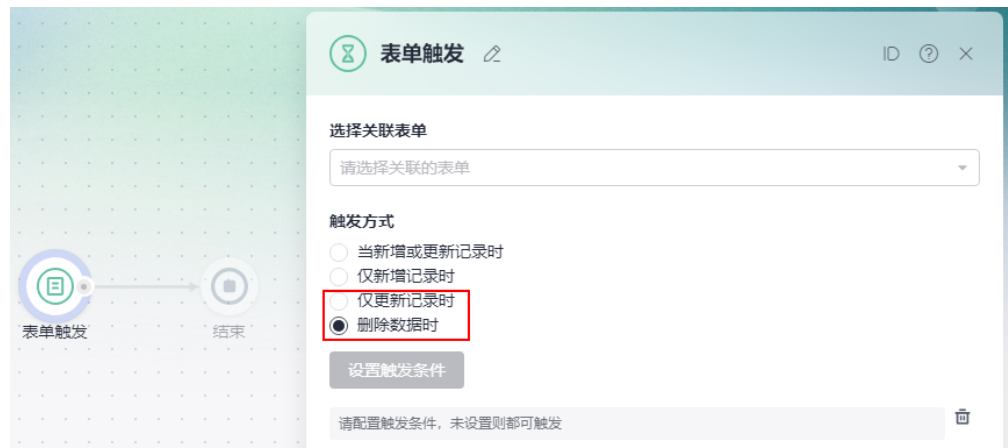 表单触发
ID
选择关联表单
请选择关联的表单
触发方式
当新增或更新记录时
仅新增记录时
仅更新记录时
删除数据时
设置触发条件
请配置触发条件，未设置则都可触发
表单触发
结束